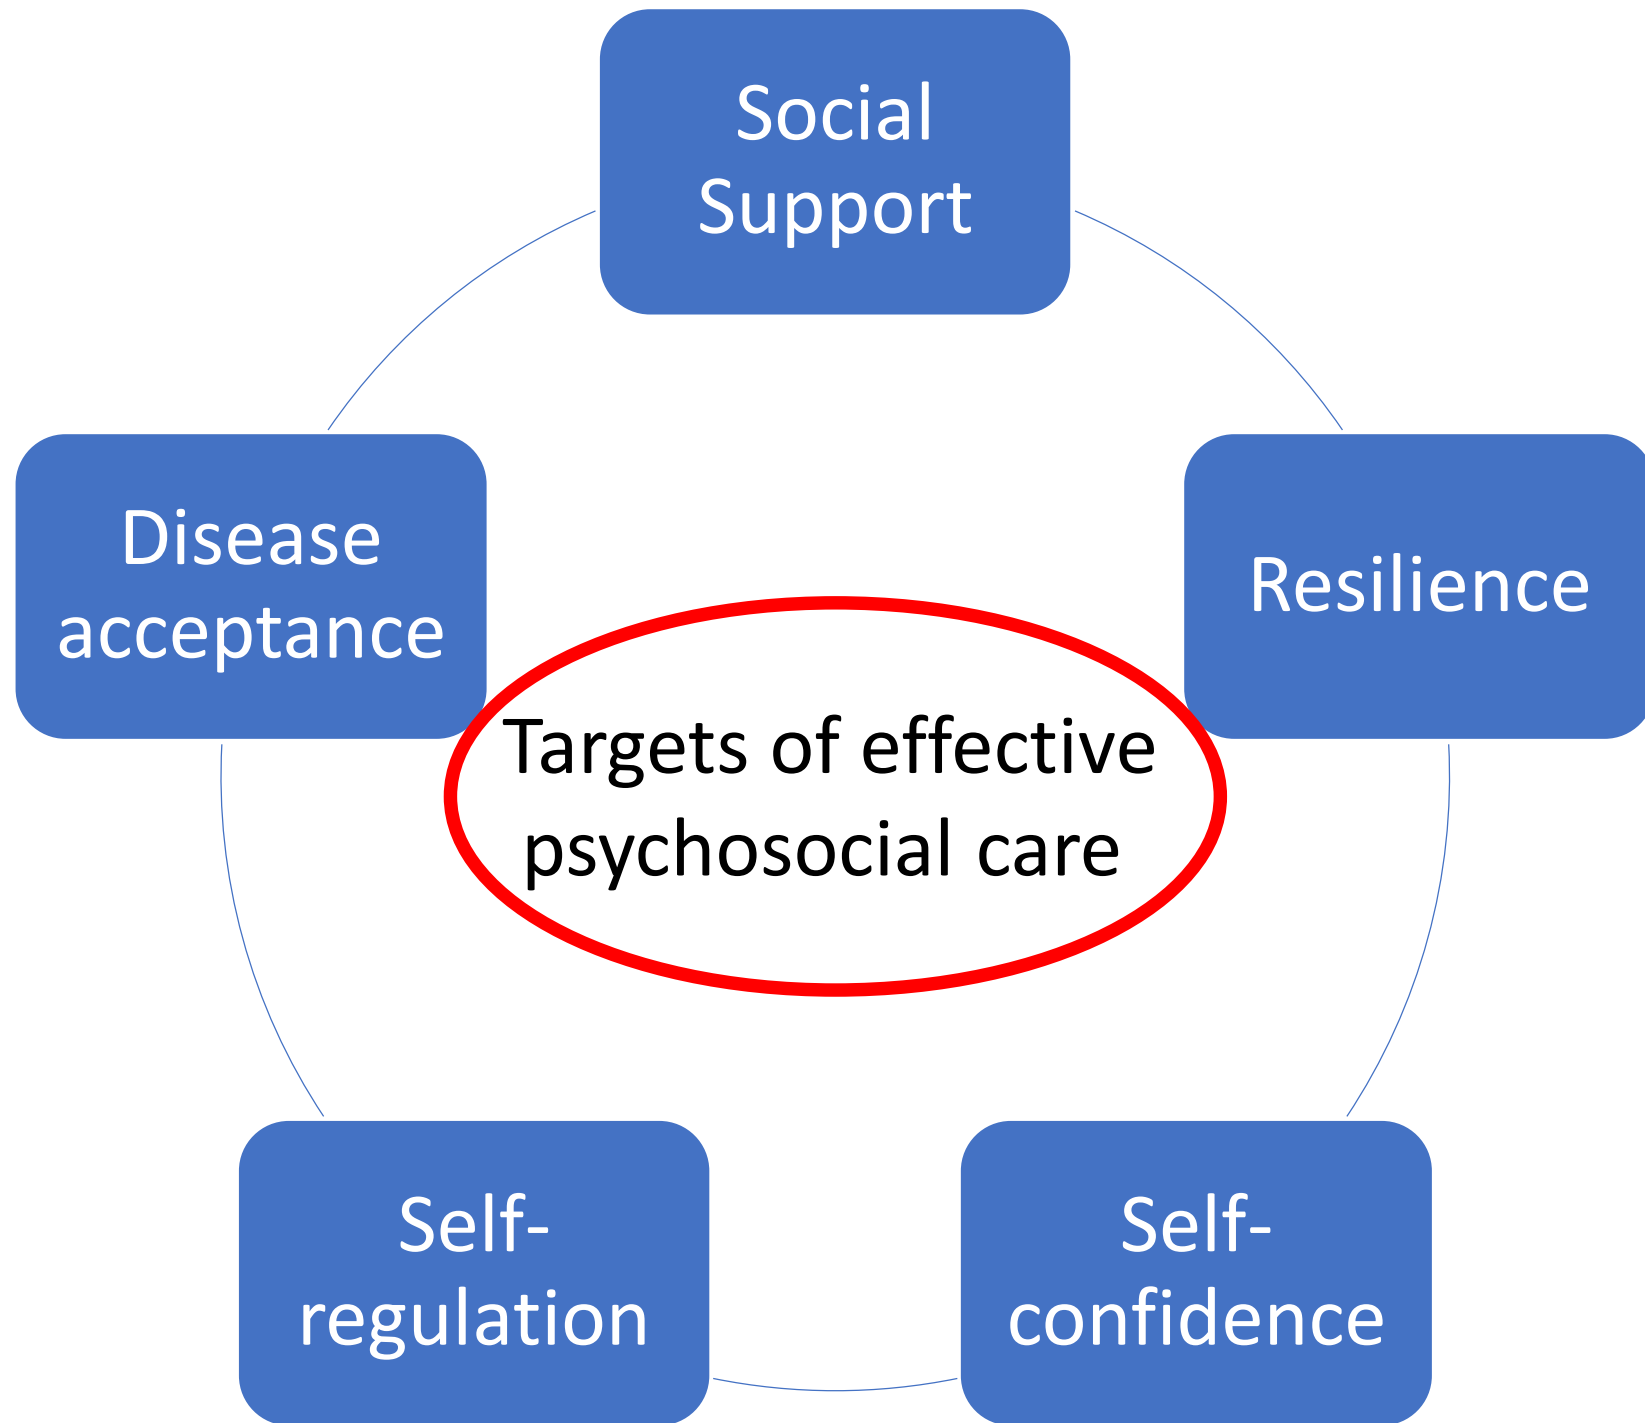 Social
Support
Disease
acceptance
Resilience
Targets of effective
psychosocial care
Self-
regulation
Self-
confidence